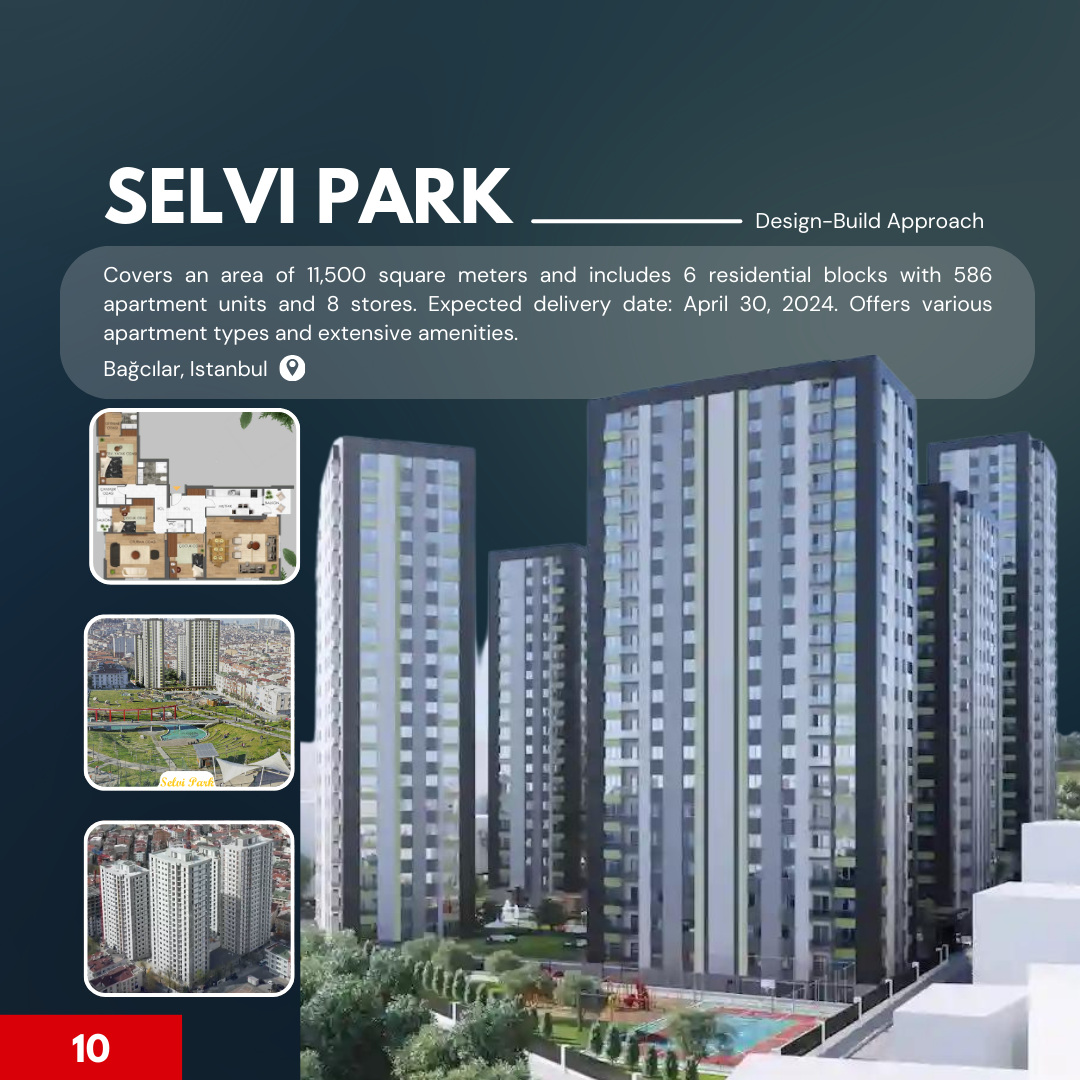 SELVI PARK
Design-Build Approach
Covers an area of 11,500 square meters and includes 6 residential blocks with 586
apartment units and 8 stores. Expected delivery date: April 30, 2024. Offers various
apartment types and extensive amenities.
Bağcılar, Istanbul
Selvi Park
10